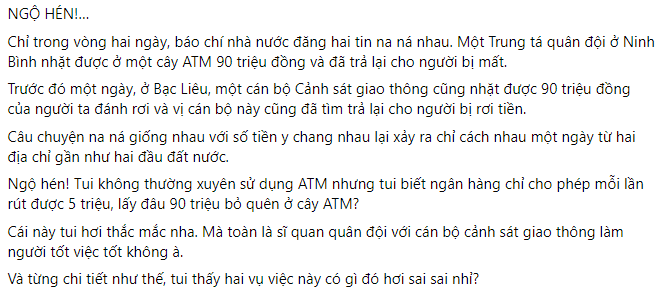 NGỘ HÉN!...
Chỉ trong vòng hai ngày, báo chí nhà nước đăng hai tin na ná nhau. Một Trung tá quân đội ở Ninh
Bình nhặt được ở một cây ATM 90 triệu đồng và đã trả lại cho người bị mất.
Trước đó một ngày, ở Bạc Liêu, một cán bộ Cảnh sát giao thông cũng nhặt được 90 triệu đồng
của người ta đánh rơi và vị cán bộ này cũng đã tìm trả lại cho người bị rơi tiền.
Câu chuyện na ná giống nhau với số tiền y chang nhau lại xảy ra chỉ cách nhau một ngày từ hai
địa chỉ gần như hai đầu đất nước.
Ngộ hén! Tui không thường xuyên sử dụng ATM nhưng tui biết ngân hàng chỉ cho phép mỗi lần
rút được 5 triệu, lấy đâu 90 triệu bỏ quên ở cây ATM?
Cái này tui hơi thắc mắc nha. Mà toàn là sĩ quan quân đội với cán bộ cảnh sát giao thông làm
người tốt việc tốt không à.
Và từng chi tiết như thế, tui thấy hai vụ việc này có gì đó hơi sai sai nhỉ?